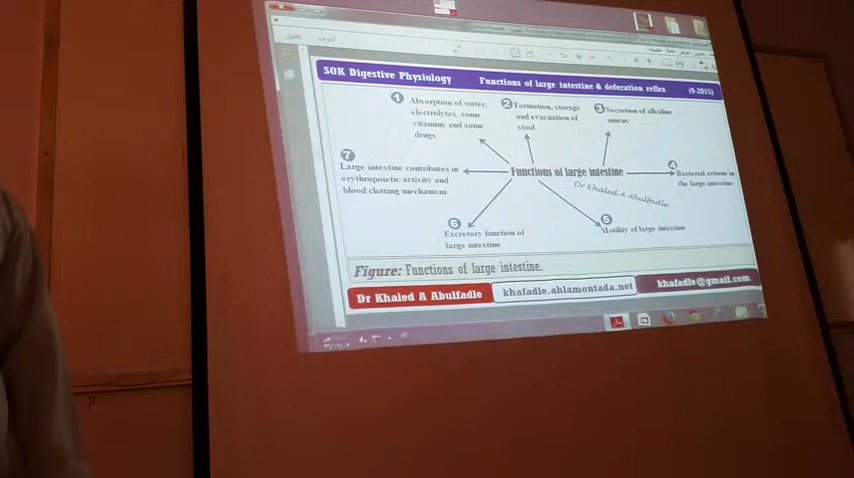 SOK Digestive Physiology
Functions of large intestine & defecation reflex
(9-2015)
1
Absorption of water,
electrolytes, some
vitamins and some
drugs
2
Formation, storage
and evacuation of
stool
3
Secretion of alkaline
mucus
7
Large intestine contributes in
erythropoietic activity and
blood clotting mechanism
Functions of large intestine
4
Bacterial actions in
the large intestine
Dr Khaled A Abulfadle
6
Excretory function of
large intestine
5
Motility of large intestine
Figure: Functions of large intestine.
Dr Khaled A Abulfadle
khafadle.ahlamontada.net
khafadle@gmail.com